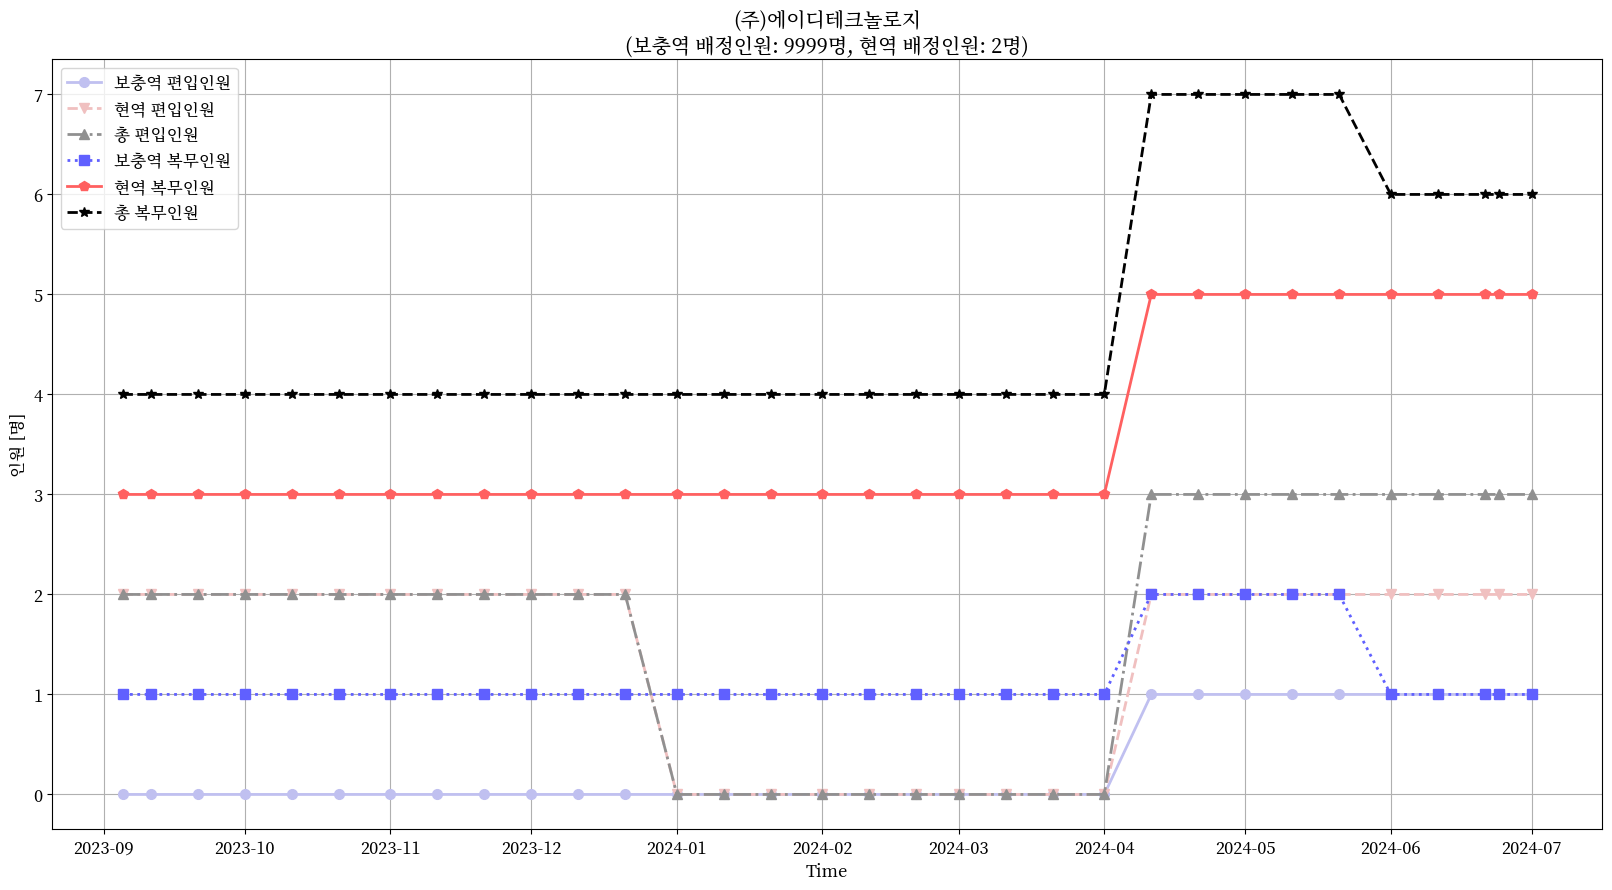 (주)에이디테크놀로지
(보충역 배정인원: 9999명, 현역 배정인원: 2명)
보충역 편입인원
현역 편입인원
총 편입인원
보충역 복무인원
현역 복무인원
총 복무인원
인원 [명]
7
6
5
4
3
2
1
0
2023-09 2023-10 2023-11 2023-12 2024-01 2024-02 2024-03 2024-04 2024-05 2024-06 2024-07
Time